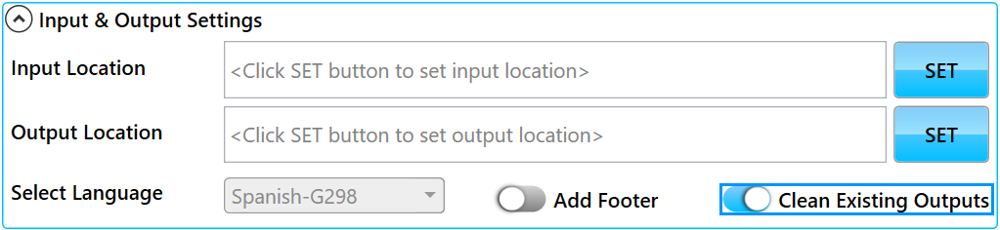 Input & Output Settings
Input Location
<Click SET button to set input location>
SET
Output Location
<Click SET button to set output location>
SET
Select Language
Spanish-G298
Add Footer
Clean Existing Outputs